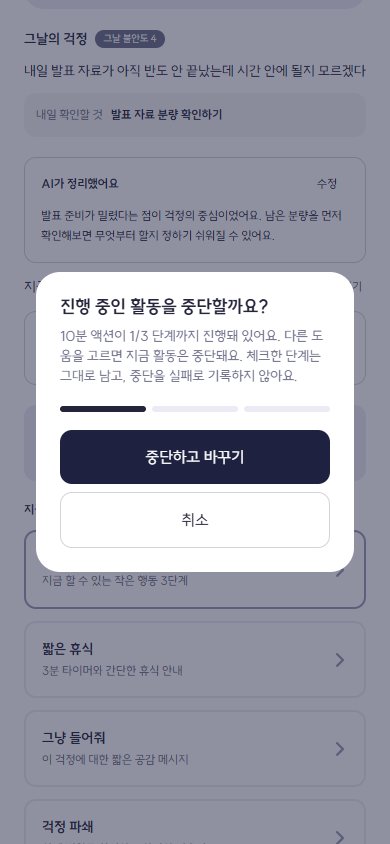 그날의 걱정 그날 불안도 4
내일 발표 자료가 아직 반도 안 끝났는데 시간 안에 될지 모르겠다
내일 확인할 것 발표 자료 분량 확인하기
AI가 정리했어요 수정
발표 준비가 밀렸다는 점이 걱정의 중심이었어요. 남은 분량을 먼저
확인해보면 무엇부터 할지 정하기 쉬워질 수 있어요.
진행 중인 활동을 중단할까요?
10분 액션이 1/3 단계까지 진행돼 있어요. 다른 도
움을 고르면 지금 활동은 중단돼요. 체크한 단계는
그대로 남고, 중단을 실패로 기록하지 않아요.
중단하고 바꾸기
취소
지금 할 수 있는 작은 행동 3단계
짧은 휴식
3분 타이머와 간단한 휴식 안내
그냥 들어줘
이 걱정에 대한 짧은 공감 메시지
걱정 파쇄